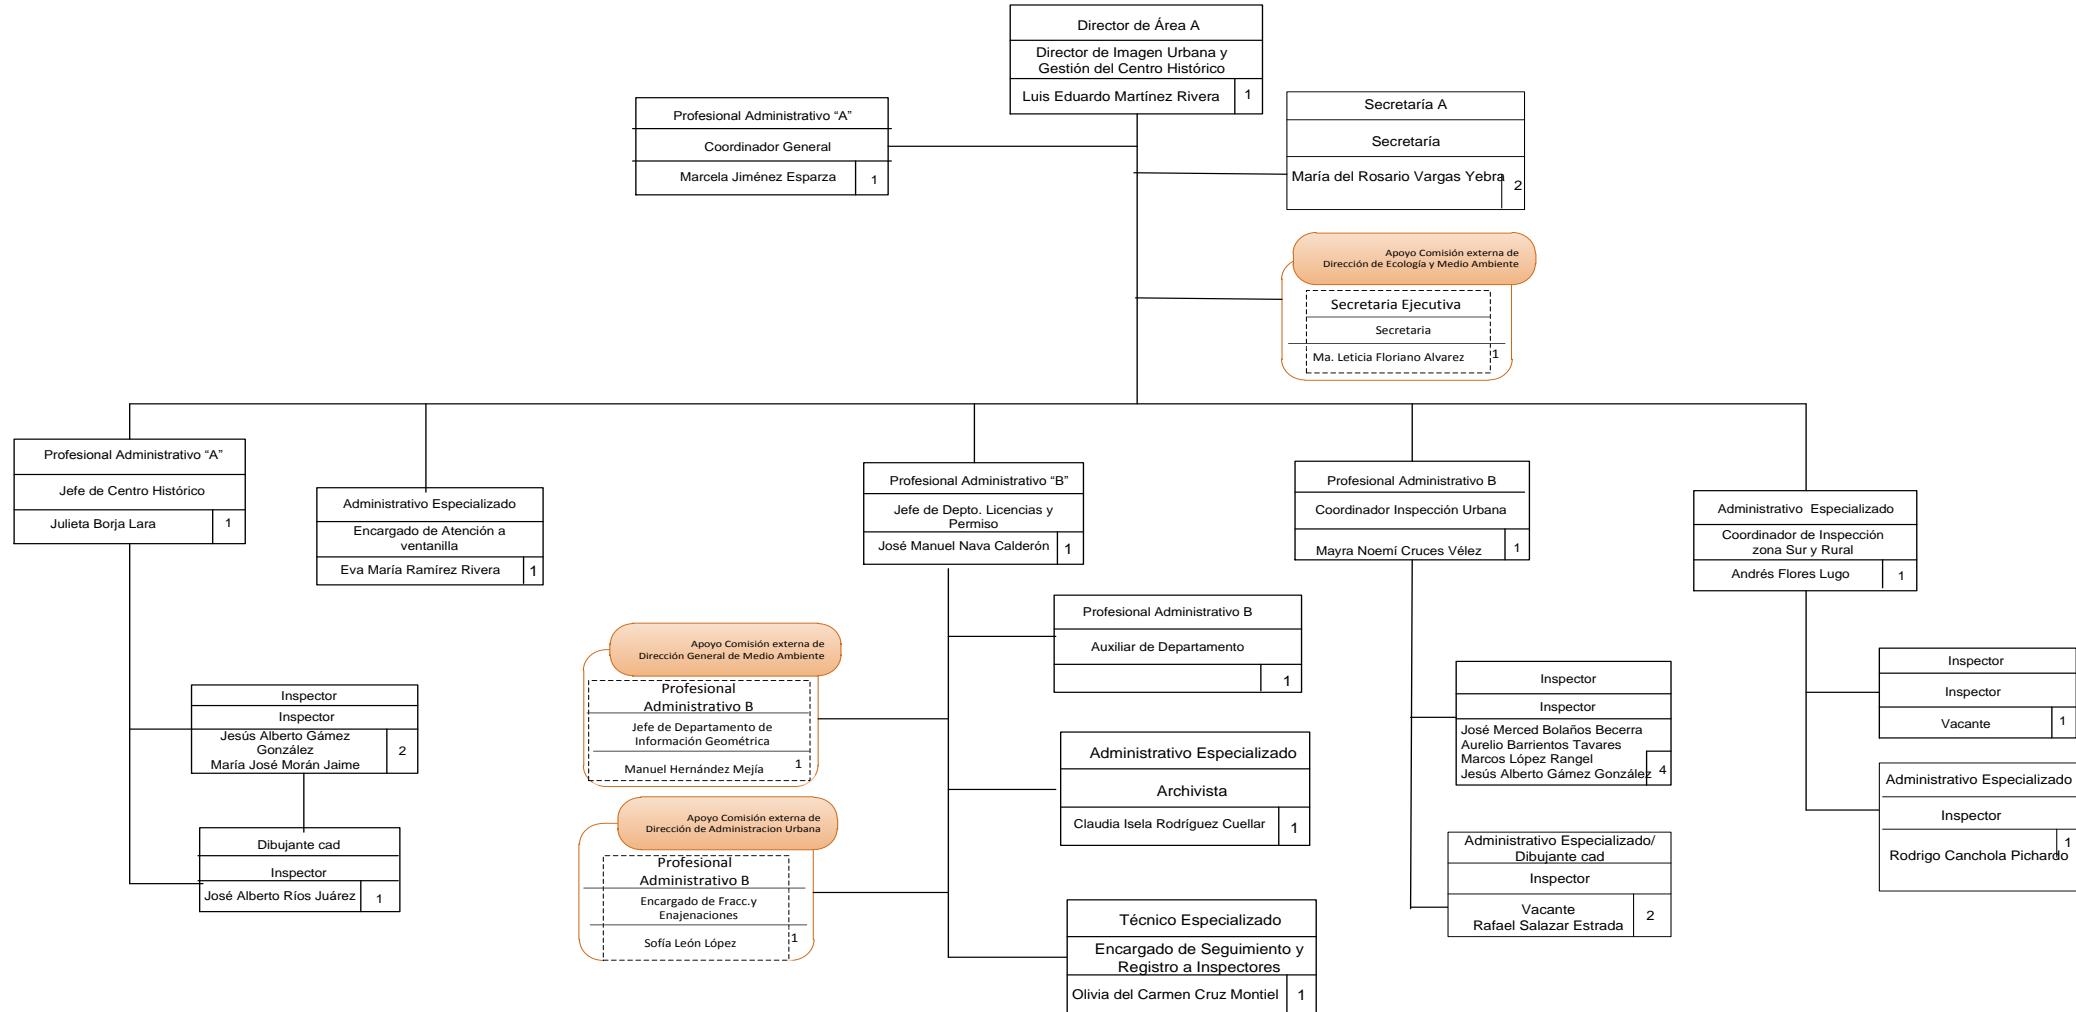 Director de Área A
Director de Imagen Urbana y
Gestión del Centro Histórico
Luis Eduardo Martínez Rivera
1
Profesional Administrativo “A”
Coordinador General
Marcela Jiménez Esparza
1
Secretaría A
Secretaría
María del Rosario Vargas Yebra
2
Apoyo Comisión externa de
Dirección de Ecología y Medio Ambiente
Secretaria Ejecutiva
Secretaria
Ma. Leticia Floriano Alvarez
1
Profesional Administrativo “A”
Jefe de Centro Histórico
Julieta Borja Lara
1
Inspector
Inspector
Jesús Alberto Gámez
González
María José Morán Jaime
2
Dibujante cad
Inspector
José Alberto Ríos Juárez
1
Administrativo Especializado
Encargado de Atención a
ventanilla
Eva María Ramírez Rivera
1
Profesional Administrativo “B”
Jefe de Depto. Licencias y
Permiso
José Manuel Nava Calderón
1
Apoyo Comisión externa de
Dirección General de Medio Ambiente
Profesional
Administrativo B
Jefe de Departamento de
Información Geométrica
Manuel Hernández Mejía
1
Apoyo Comisión externa de
Dirección de Administracion Urbana
Profesional
Administrativo B
Encargado de Fracc.y
Enajenaciones
Sofía León López
1
Profesional Administrativo B
Auxiliar de Departamento
1
Administrativo Especializado
Archivista
Claudia Isela Rodríguez Cuellar
1
Técnico Especializado
Encargado de Seguimiento y
Registro a Inspectores
Olivia del Carmen Cruz Montiel
1
Profesional Administrativo B
Coordinador Inspección Urbana
Mayra Noemí Cruces Vélez
1
Inspector
Inspector
José Merced Bolaños Becerra
Aurelio Barrientos Tavares
Marcos López Rangel
Jesús Alberto Gámez González
4
Administrativo Especializado/
Dibujante cad
Inspector
Vacante
Rafael Salazar Estrada
2
Administrativo Especializado
Coordinador de Inspección
zona Sur y Rural
Andrés Flores Lugo
1
Inspector
Inspector
Vacante
1
Administrativo Especializado
Inspector
Rodrigo Canchola Pichardo
1